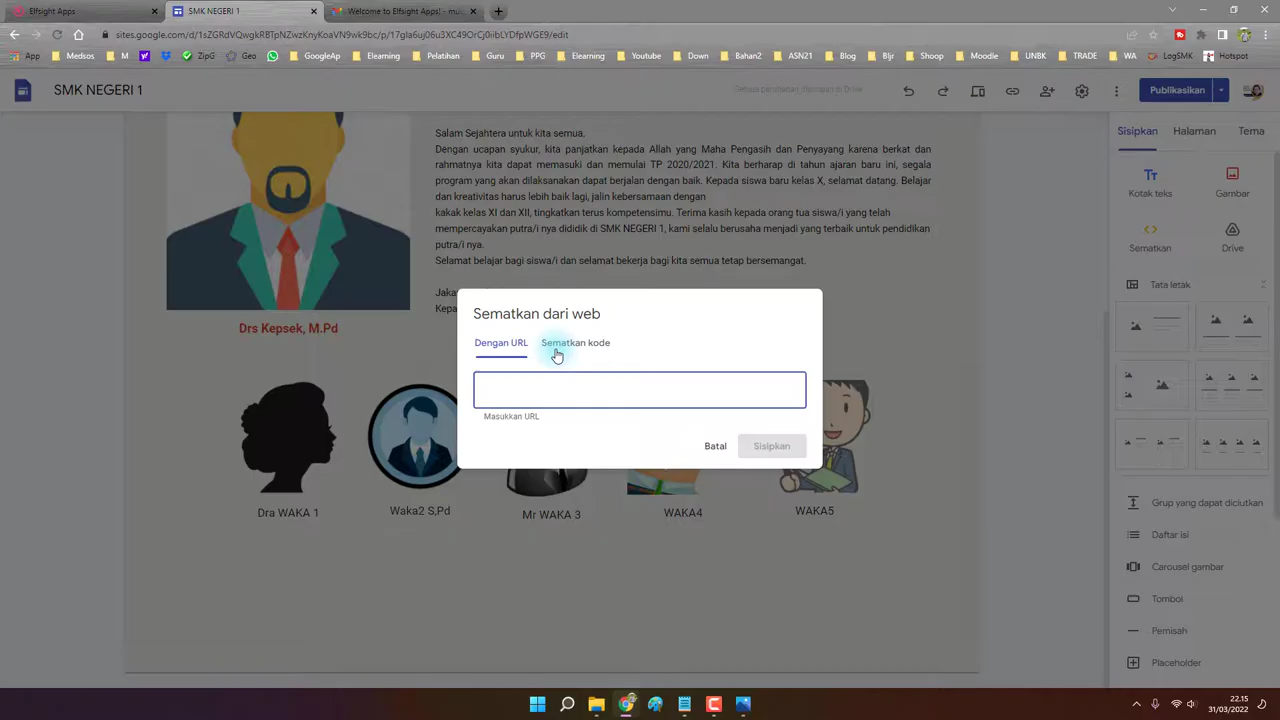 Elfsight Apps
SMK NEGERI 1
Welcome to Elfsight Apps! - mus
sites.google.com/d/1sZGRdVQwgkRBTpNZwzKnyKoaVN9wk9bc/p/17gIa6uj06u3XC49OrCj0ibLYDfpWGE9/edit
App
Medsos
M
ZipG
Geo
GoogleAp
Elearning
Pelatihan
Guru
PPG
Elearning
Youtube
Down
Bahan2
ASN21
Blog
Bljr
Shoop
Moodle
UNBK
TRADE
WA
LogSMK
Hotspot
SMK NEGERI 1
Publikasikan
Sisipkan
Halaman
Tema
Salam Sejahtera untuk kita semua.
Dengan ucapan syukur, kita panjatkan kepada Allah yang Maha Pengasih dan Penyayang karena berkat dan
rahmatnya kita dapat memasuki dan memulai TP 2020/2021. Kita berharap di tahun ajaran baru ini, segala
program yang akan dilaksanakan dapat berjalan dengan baik. Kepada siswa baru kelas X, selamat datang. Belajar
dan kreativitas harus lebih baik lagi, jalin kebersamaan dengan
kakak kelas XI dan XII, tingkatkan terus kompetensimu. Terima kasih kepada orang tua siswa/i yang telah
mempercayakan putra/i nya dididik di SMK NEGERI 1, kami selalu berusaha menjadi yang terbaik untuk pendidikan
putra/i nya.
Selamat belajar bagi siswa/i dan selamat bekerja bagi kita semua tetap bersemangat.
Jaka
Kepa
Drs Kepsek, M.Pd
Sematkan dari web
Dengan URL
Sematkan kode
Masukkan URL
Batal
Sisipkan
Dra WAKA 1
Waka2 S,Pd
Mr WAKA 3
WAKA4
WAKA5
Kotak teks
Gambar
Sematkan
Drive
Tata letak
Grup yang dapat diciutkan
Daftar isi
Carousel gambar
Tombol
Pemisah
Placeholder
22.15
31/03/2022